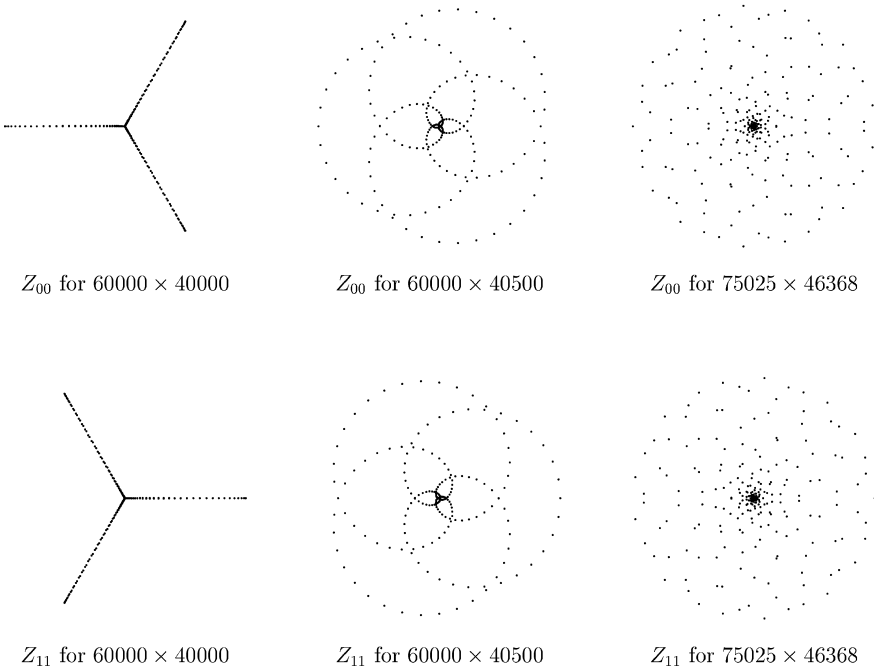 Z₀₀ for 60000 × 40000
Z₀₀ for 60000 × 40500
Z₀₀ for 75025 × 46368
Z₁₁ for 60000 × 40000
Z₁₁ for 60000 × 40500
Z₁₁ for 75025 × 46368